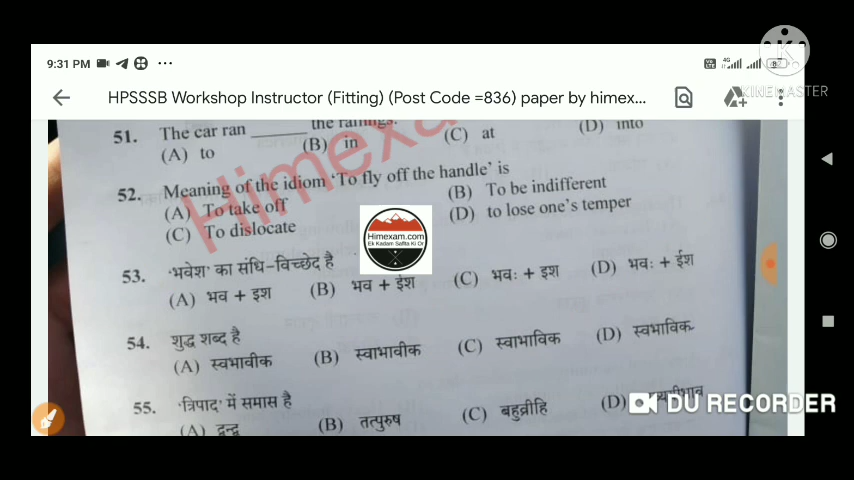 9:31 PM
HPSSSB Workshop Instructor (Fitting) (Post Code =836) paper by himex...
KINEMASTER
51. The car ran ______ the railings.
(A) to (B) in (C) at (D) into
52. Meaning of the idiom 'To fly off the handle' is
(A) To take off (B) To be indifferent
(C) To dislocate (D) to lose one's temper
Himexam.com
Ek Kadam Saflta Ki Or
53. 'भवेश' का संधि-विच्छेद है
(A) भव + इश (B) भव + ईश (C) भवः + इश (D) भवः + ईश
54. शुद्ध शब्द है
(A) स्वभावीक (B) स्वाभावीक (C) स्वाभाविक (D) स्वभाविक
55. 'त्रिपाद' में समास है
(A) द्वन्द्व (B) तत्पुरुष (C) बहुव्रीहि (D)
DU RECORDER